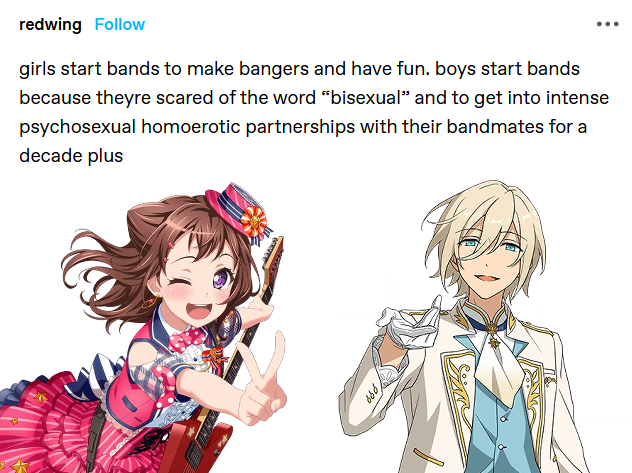 redwing Follow
girls start bands to make bangers and have fun. boys start bands
because theyre scared of the word “bisexual” and to get into intense
psychosexual homoerotic partnerships with their bandmates for a
decade plus